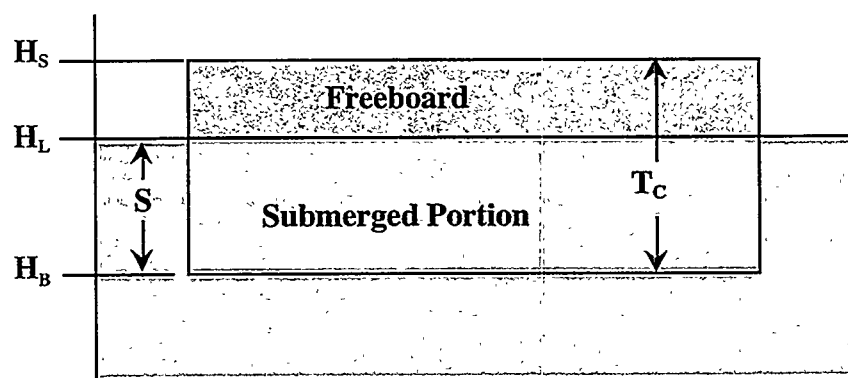 H_S
Freeboard
H_L
S
T_C
Submerged Portion
H_B